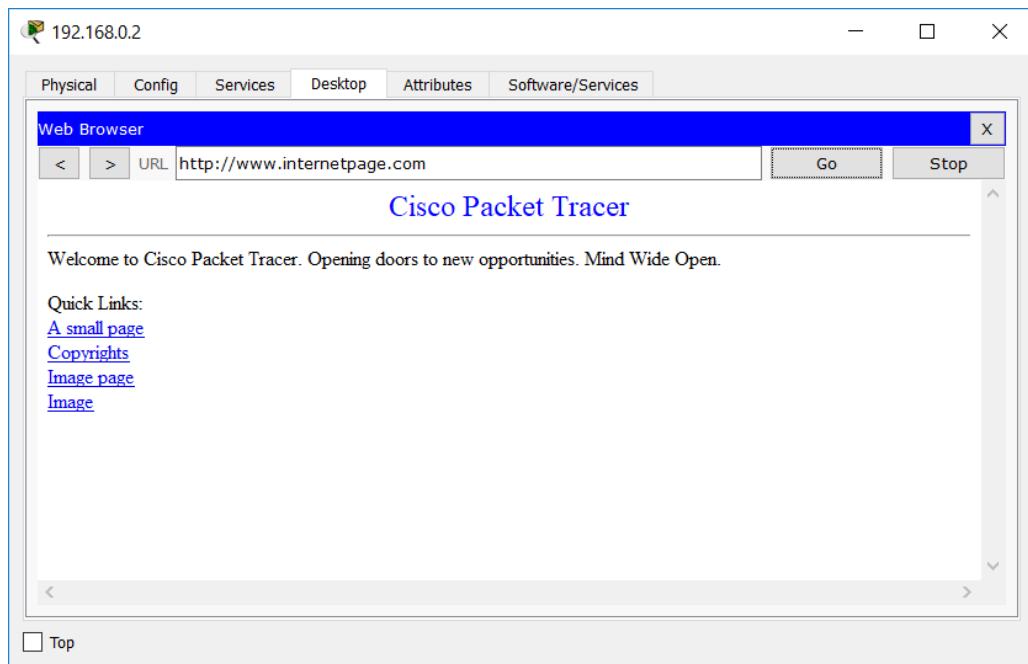 192.168.0.2
Physical Config Services Desktop Attributes Software/Services
Web Browser X
< > URL http://www.internetpage.com Go Stop
Cisco Packet Tracer
Welcome to Cisco Packet Tracer. Opening doors to new opportunities. Mind Wide Open.
Quick Links:
A small page
Copyrights
Image page
Image
Top